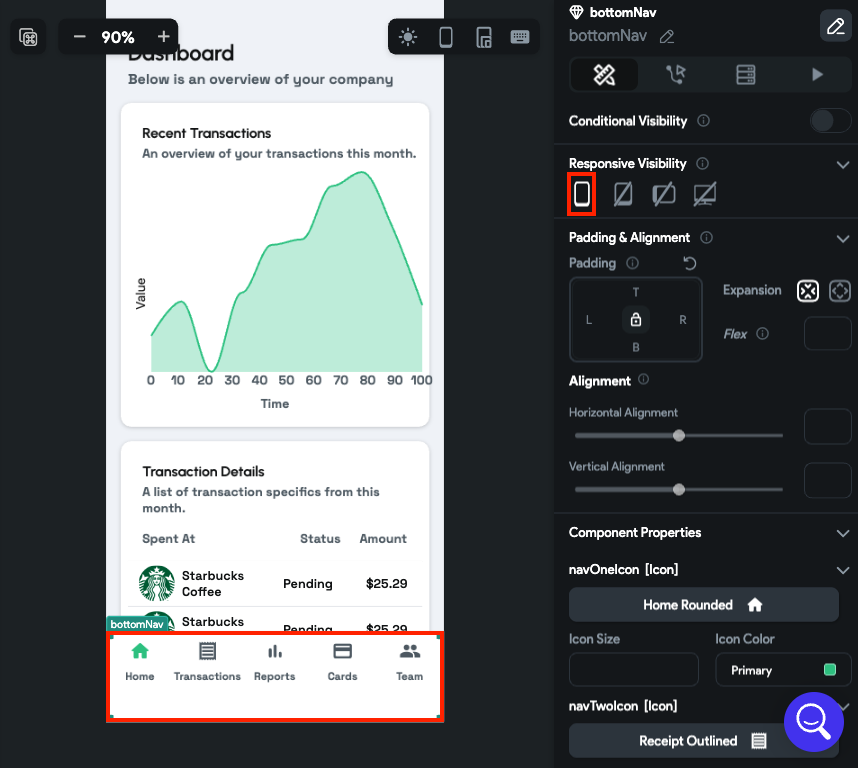 90%
Dashboard
Below is an overview of your company
Recent Transactions
An overview of your transactions this month.
Value
0 10 20 30 40 50 60 70 80 90 100
Time
Transaction Details
A list of transaction specifics from this
month.
Spent At Status Amount
Starbucks
Coffee
Pending $25.29
Starbucks
Pending $25.29
bottomNav
Home Transactions Reports Cards Team
bottomNav
bottomNav
Conditional Visibility
Responsive Visibility
Padding & Alignment
Padding
T
L R
B
Expansion
Flex
Alignment
Horizontal Alignment
Vertical Alignment
Component Properties
navOneIcon [Icon]
Home Rounded
Icon Size Icon Color
Primary
navTwoIcon [Icon]
Receipt Outlined